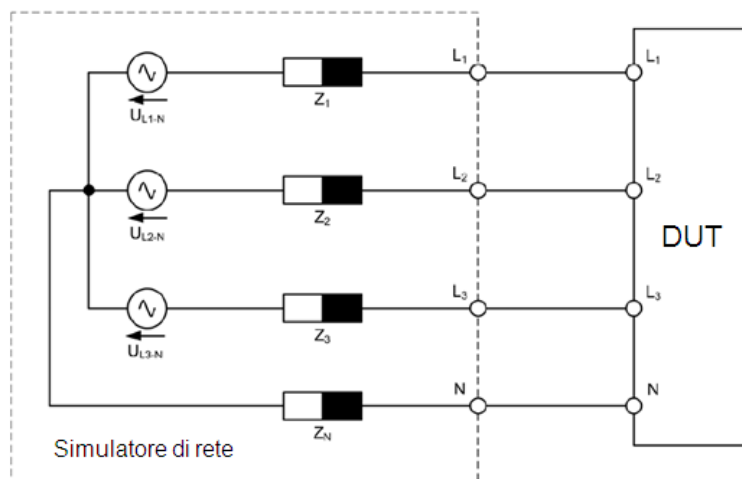 L1
L1
UL1-N
Z1
L2
L2
UL2-N
Z2
DUT
L3
L3
UL3-N
Z3
N
N
ZN
Simulatore di rete